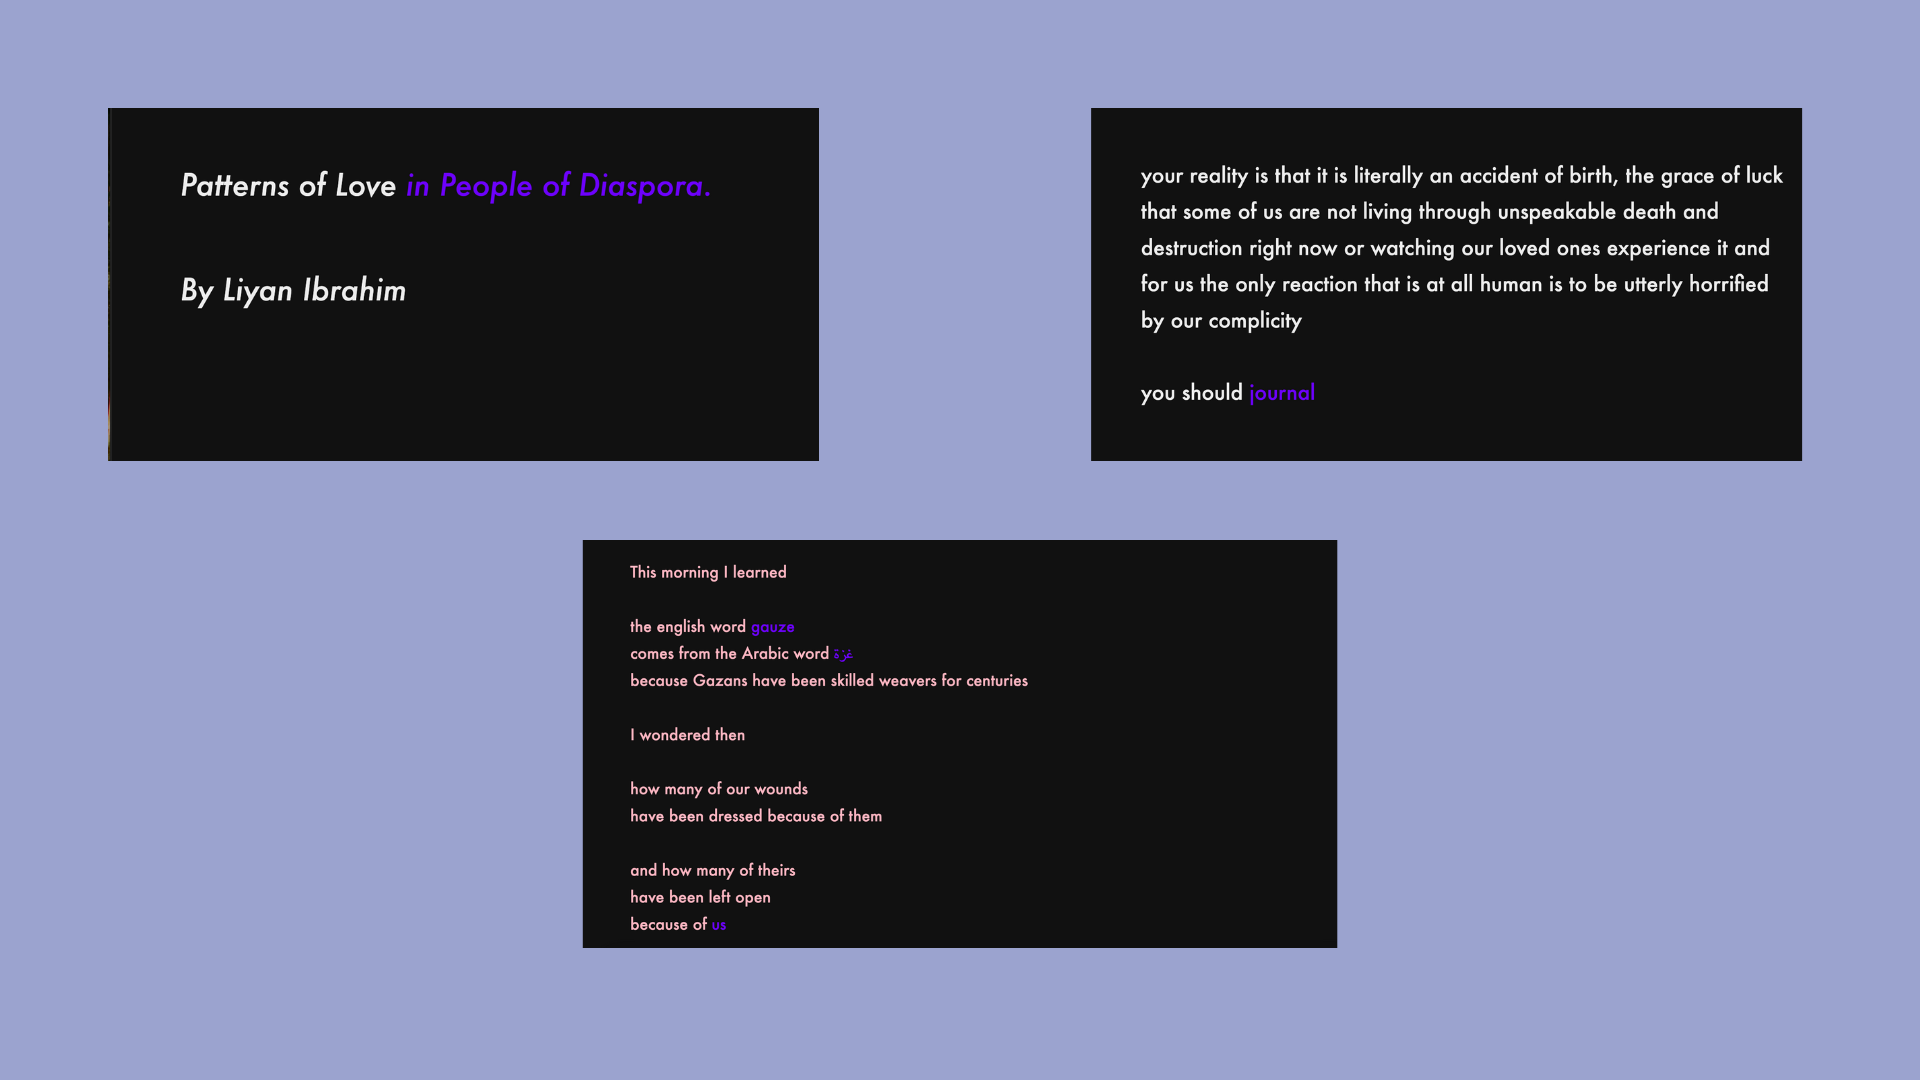 Patterns of Love in People of Diaspora.
By Liyan Ibrahim
your reality is that it is literally an accident of birth, the grace of luck
that some of us are not living through unspeakable death and
destruction right now or watching our loved ones experience it and
for us the only reaction that is at all human is to be utterly horrified
by our complicity
you should journal
This morning I learned
the english word gauze
comes from the Arabic word غزة
because Gazans have been skilled weavers for centuries
I wondered then
how many of our wounds
have been dressed because of them
and how many of theirs
have been left open
because of us